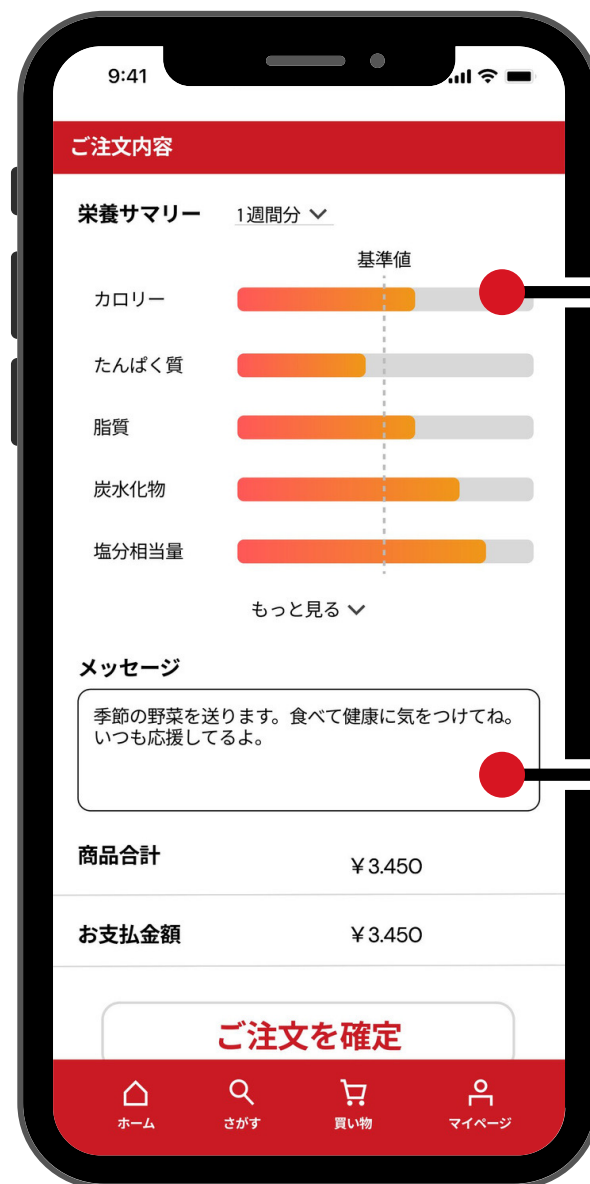 9:41
ご注文内容
栄養サマリー 1週間分
基準値
カロリー
たんぱく質
脂質
炭水化物
塩分相当量
もっと見る
メッセージ
季節の野菜を送ります。食べて健康に気をつけてね。
いつも応援してるよ。
商品合計 ¥3.450
お支払金額 ¥3.450
ご注文を確定
ホーム さがす 買い物 マイページ